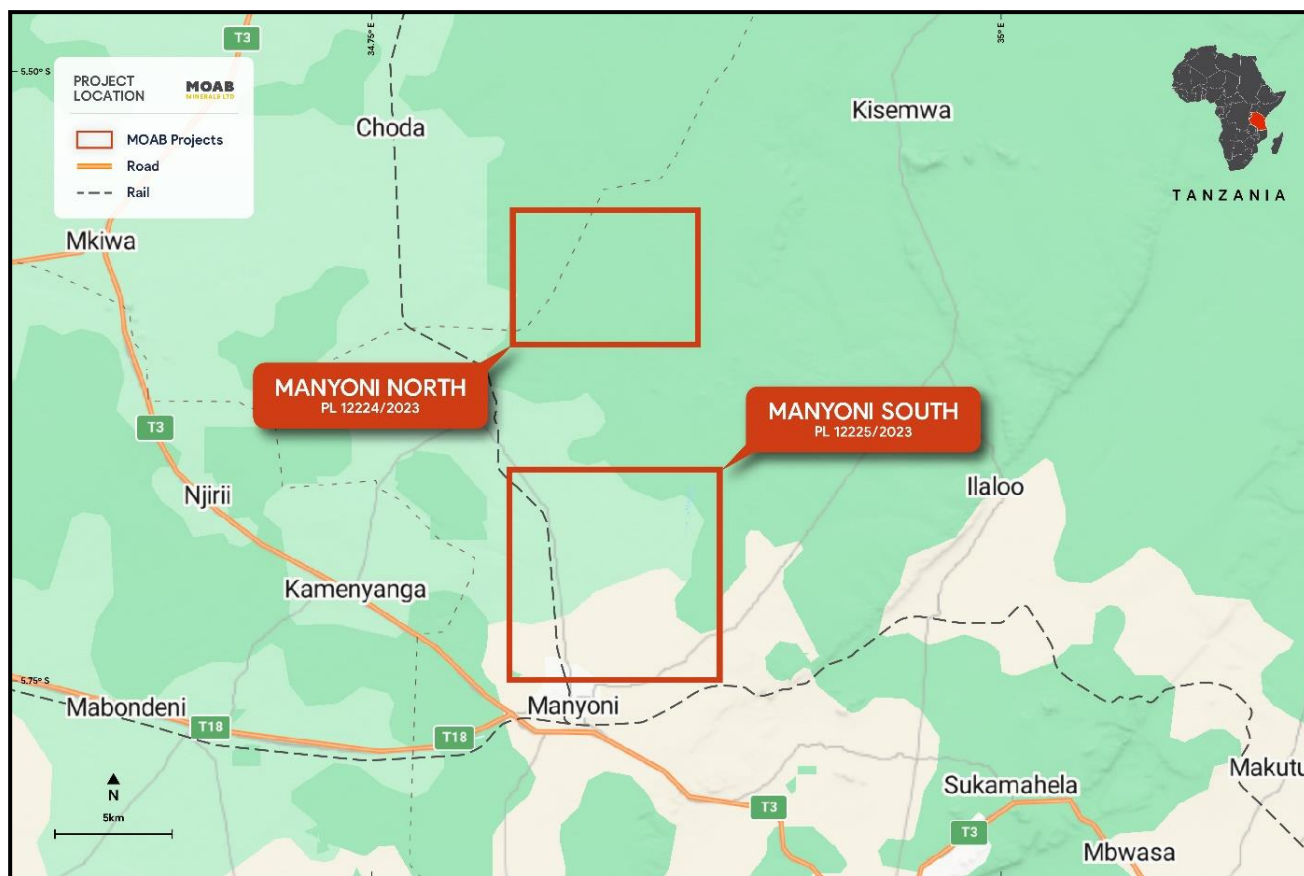 T3
34.75° E
35° E
5.50° S
PROJECT
LOCATION
MOAB
MINERALS LTD
MOAB Projects
Road
Rail
Choda
Kisemwa
TANZANIA
Mkiwa
MANYONI NORTH
PL 12224/2023
MANYONI SOUTH
PL 12225/2023
T3
Njirii
Ilaloo
Kamenyanga
5.75° S
Mabondeni
Manyoni
T18
T18
Makutu
N
5km
Sukamahela
T3
T3
Mbwasa